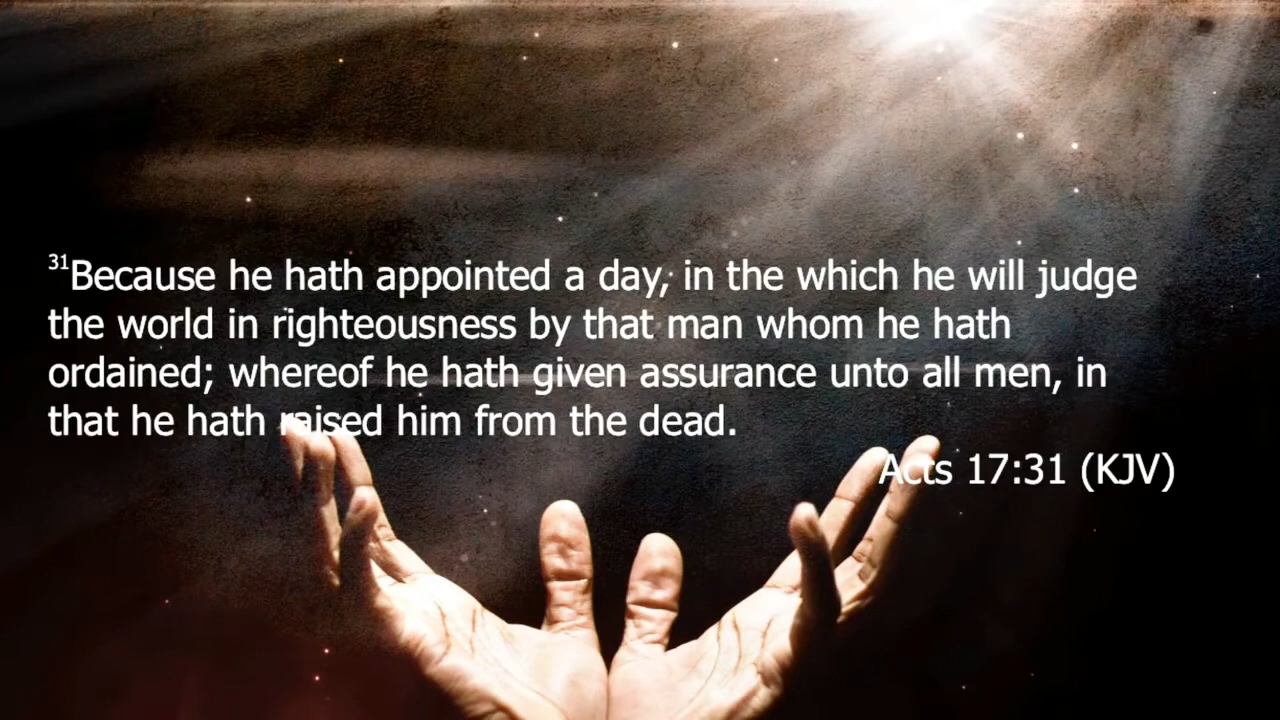 31Because he hath appointed a day, in the which he will judge
the world in righteousness by that man whom he hath
ordained; whereof he hath given assurance unto all men, in
that he hath raised him from the dead.
Acts 17:31 (KJV)